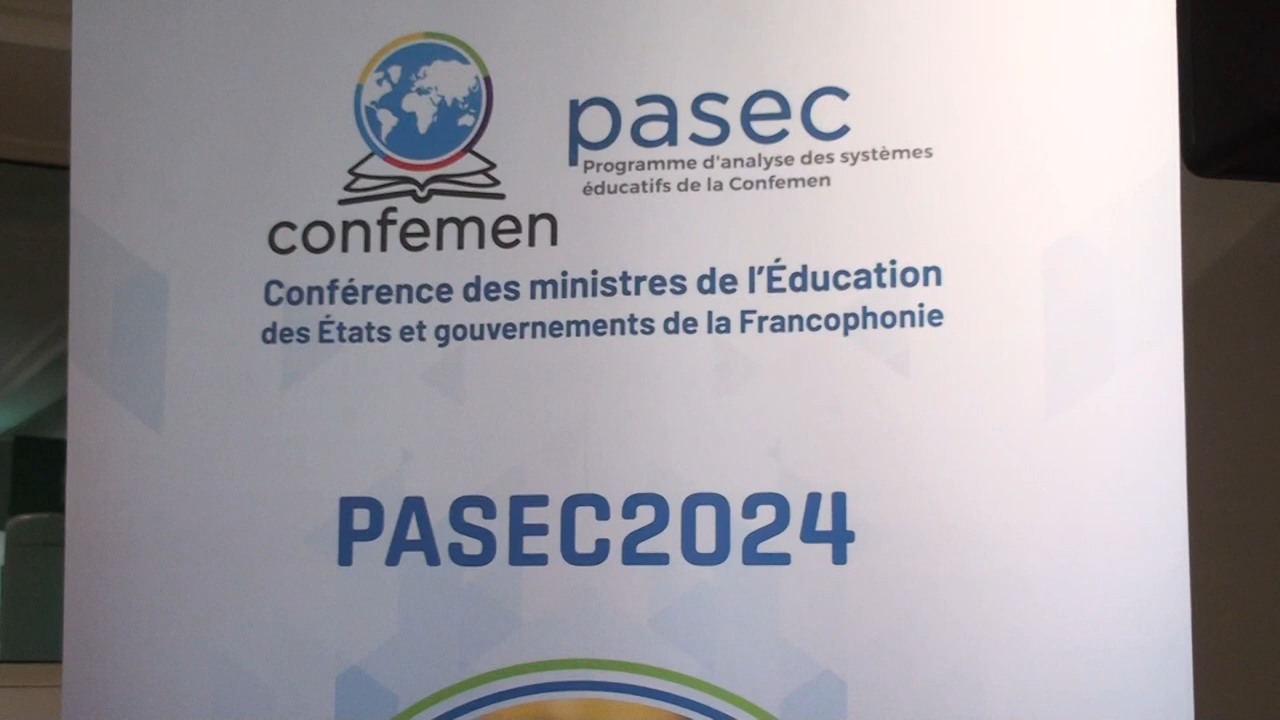 pasec
Programme d'analyse des systèmes
éducatifs de la Confemen
confemen
Conférence des ministres de l'Éducation
des États et gouvernements de la Francophonie
PASEC2024